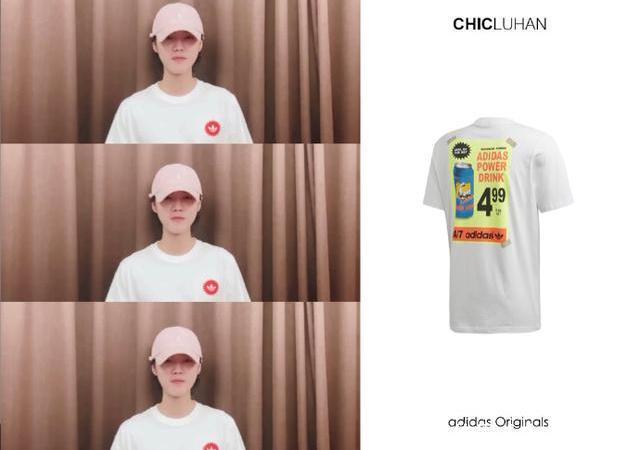 CHICLUHAN
ADIDAS
POWER
DRINK
4.99
adidas
adidas Originals